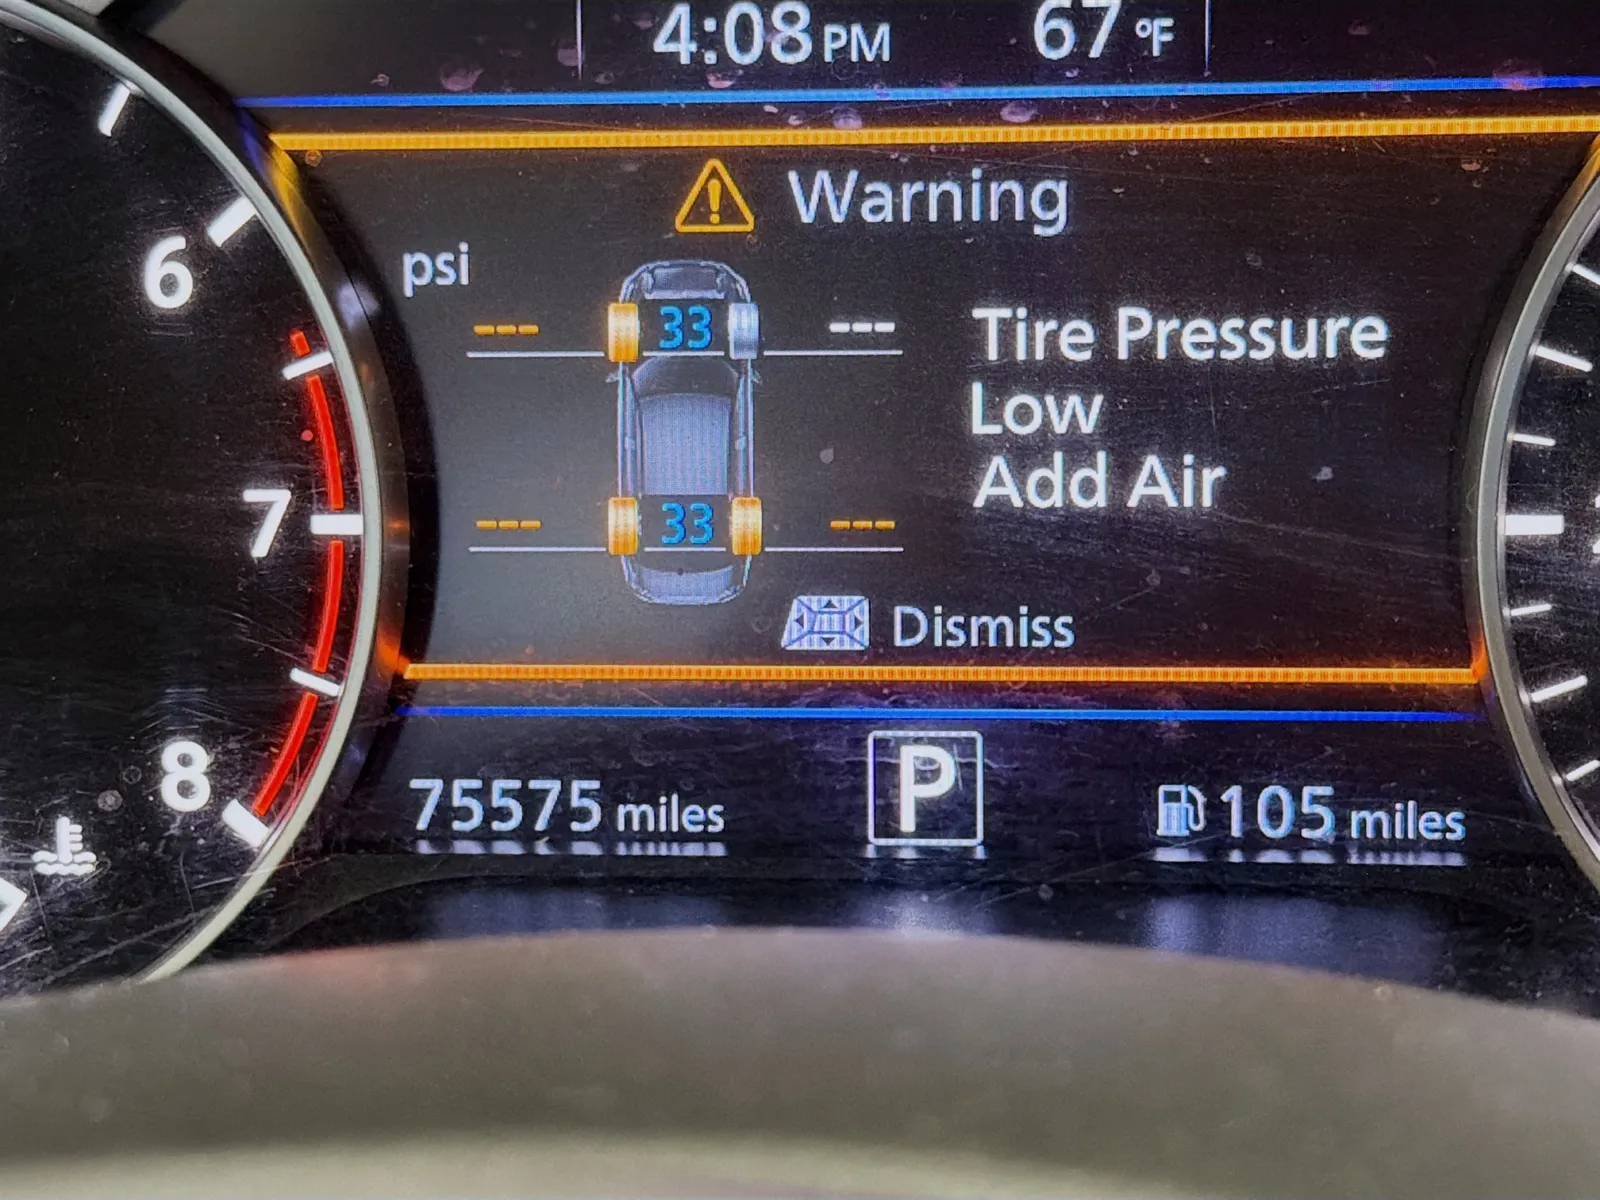 4:08 PM 67 °F
Warning
psi
--- 33 ---
Tire Pressure
Low
Add Air
--- 33 ---
Dismiss
6
7
8
75575 miles P 105 miles